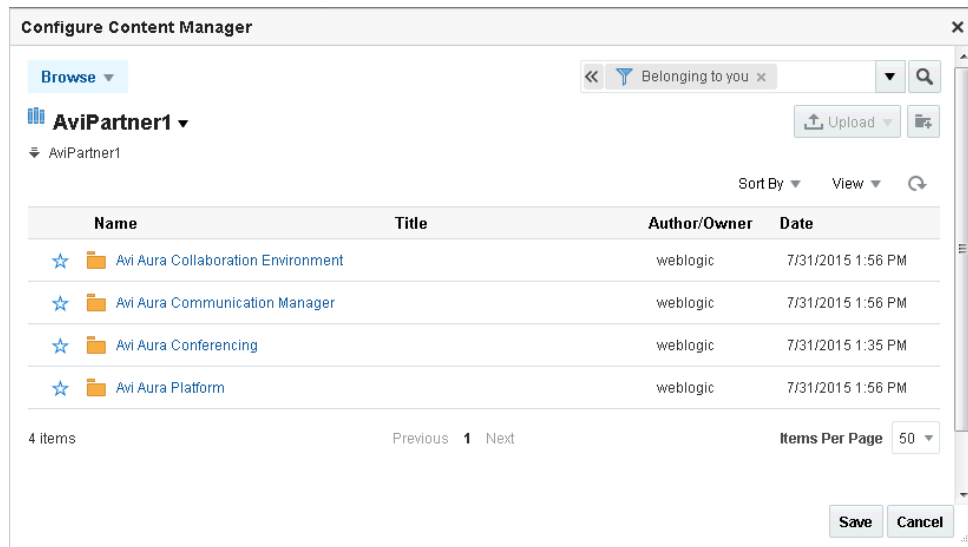 Configure Content Manager
Browse
Belonging to you
AviPartner1
Upload
AviPartner1
Sort By View
Name Title Author/Owner Date
Avi Aura Collaboration Environment weblogic 7/31/2015 1:56 PM
Avi Aura Communication Manager weblogic 7/31/2015 1:56 PM
Avi Aura Conferencing weblogic 7/31/2015 1:35 PM
Avi Aura Platform weblogic 7/31/2015 1:56 PM
4 items Previous 1 Next Items Per Page 50
Save Cancel